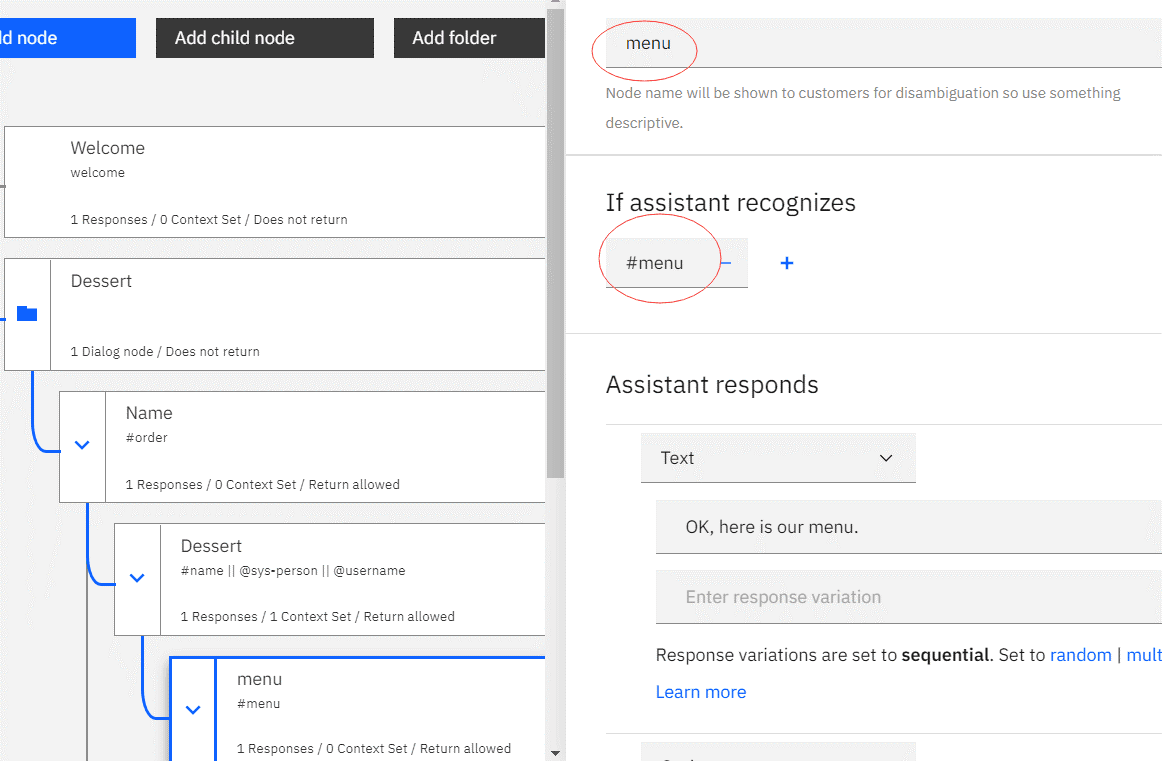 d node
Add child node
Add folder
Welcome
welcome
1 Responses / 0 Context Set / Does not return
Dessert
1 Dialog node / Does not return
Name
#order
1 Responses / 0 Context Set / Return allowed
Dessert
#name || @sys-person || @username
1 Responses / 1 Context Set / Return allowed
menu
#menu
1 Responses / 0 Context Set / Return allowed
menu
Node name will be shown to customers for disambiguation so use something
descriptive.
If assistant recognizes
#menu
Assistant responds
Text
OK, here is our menu.
Enter response variation
Response variations are set to sequential. Set to random | mult
Learn more